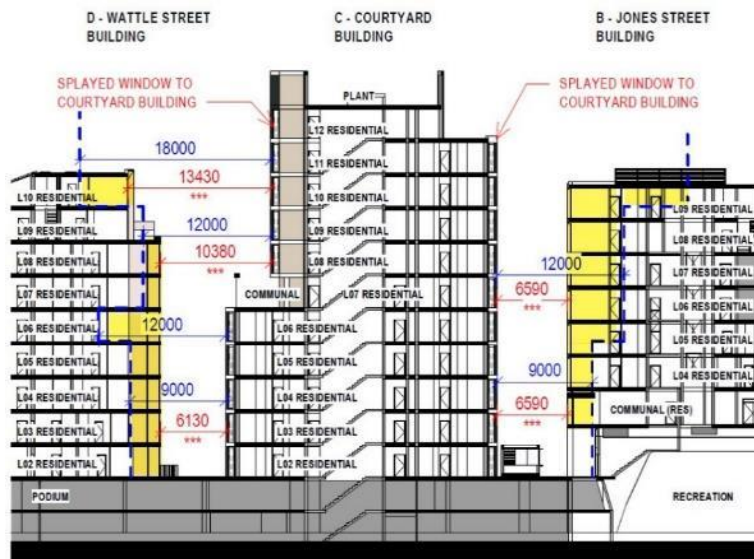 D - WATTLE STREET
BUILDING
C - COURTYARD
BUILDING
B - JONES STREET
BUILDING
SPLAYED WINDOW TO
COURTYARD BUILDING
PLANT
SPLAYED WINDOW TO
COURTYARD BUILDING
L12 RESIDENTIAL
18000
L11 RESIDENTIAL
13430
***
L10 RESIDENTIAL
L10 RESIDENTIAL
L09 RESIDENTIAL
L09 RESIDENTIAL
12000
L09 RESIDENTIAL
L08 RESIDENTIAL
L08 RESIDENTIAL
10380
***
L08 RESIDENTIAL
12000
L07 RESIDENTIAL
L07 RESIDENTIAL
COMMUNAL
L07 RESIDENTIAL
6590
***
L06 RESIDENTIAL
12000
L06 RESIDENTIAL
L06 RESIDENTIAL
L05 RESIDENTIAL
L05 RESIDENTIAL
L05 RESIDENTIAL
L04 RESIDENTIAL
9000
L04 RESIDENTIAL
9000
L04 RESIDENTIAL
L03 RESIDENTIAL
6130
***
L03 RESIDENTIAL
6590
***
COMMUNAL (RES)
L02 RESIDENTIAL
L02 RESIDENTIAL
PODIUM
RECREATION